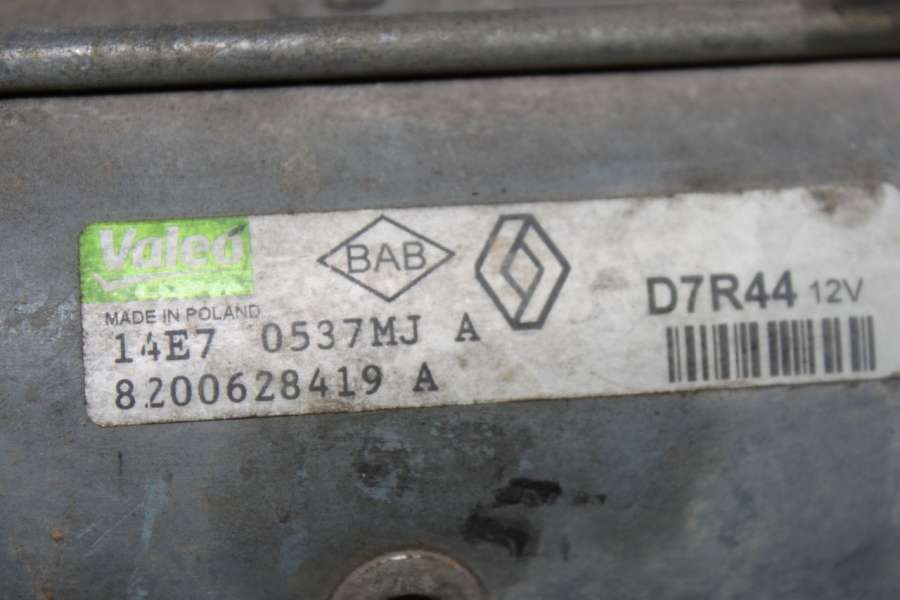 Valeo
BAB
MADE IN POLAND
14E7 0537MJ A
8200628419 A
D7R44 12V